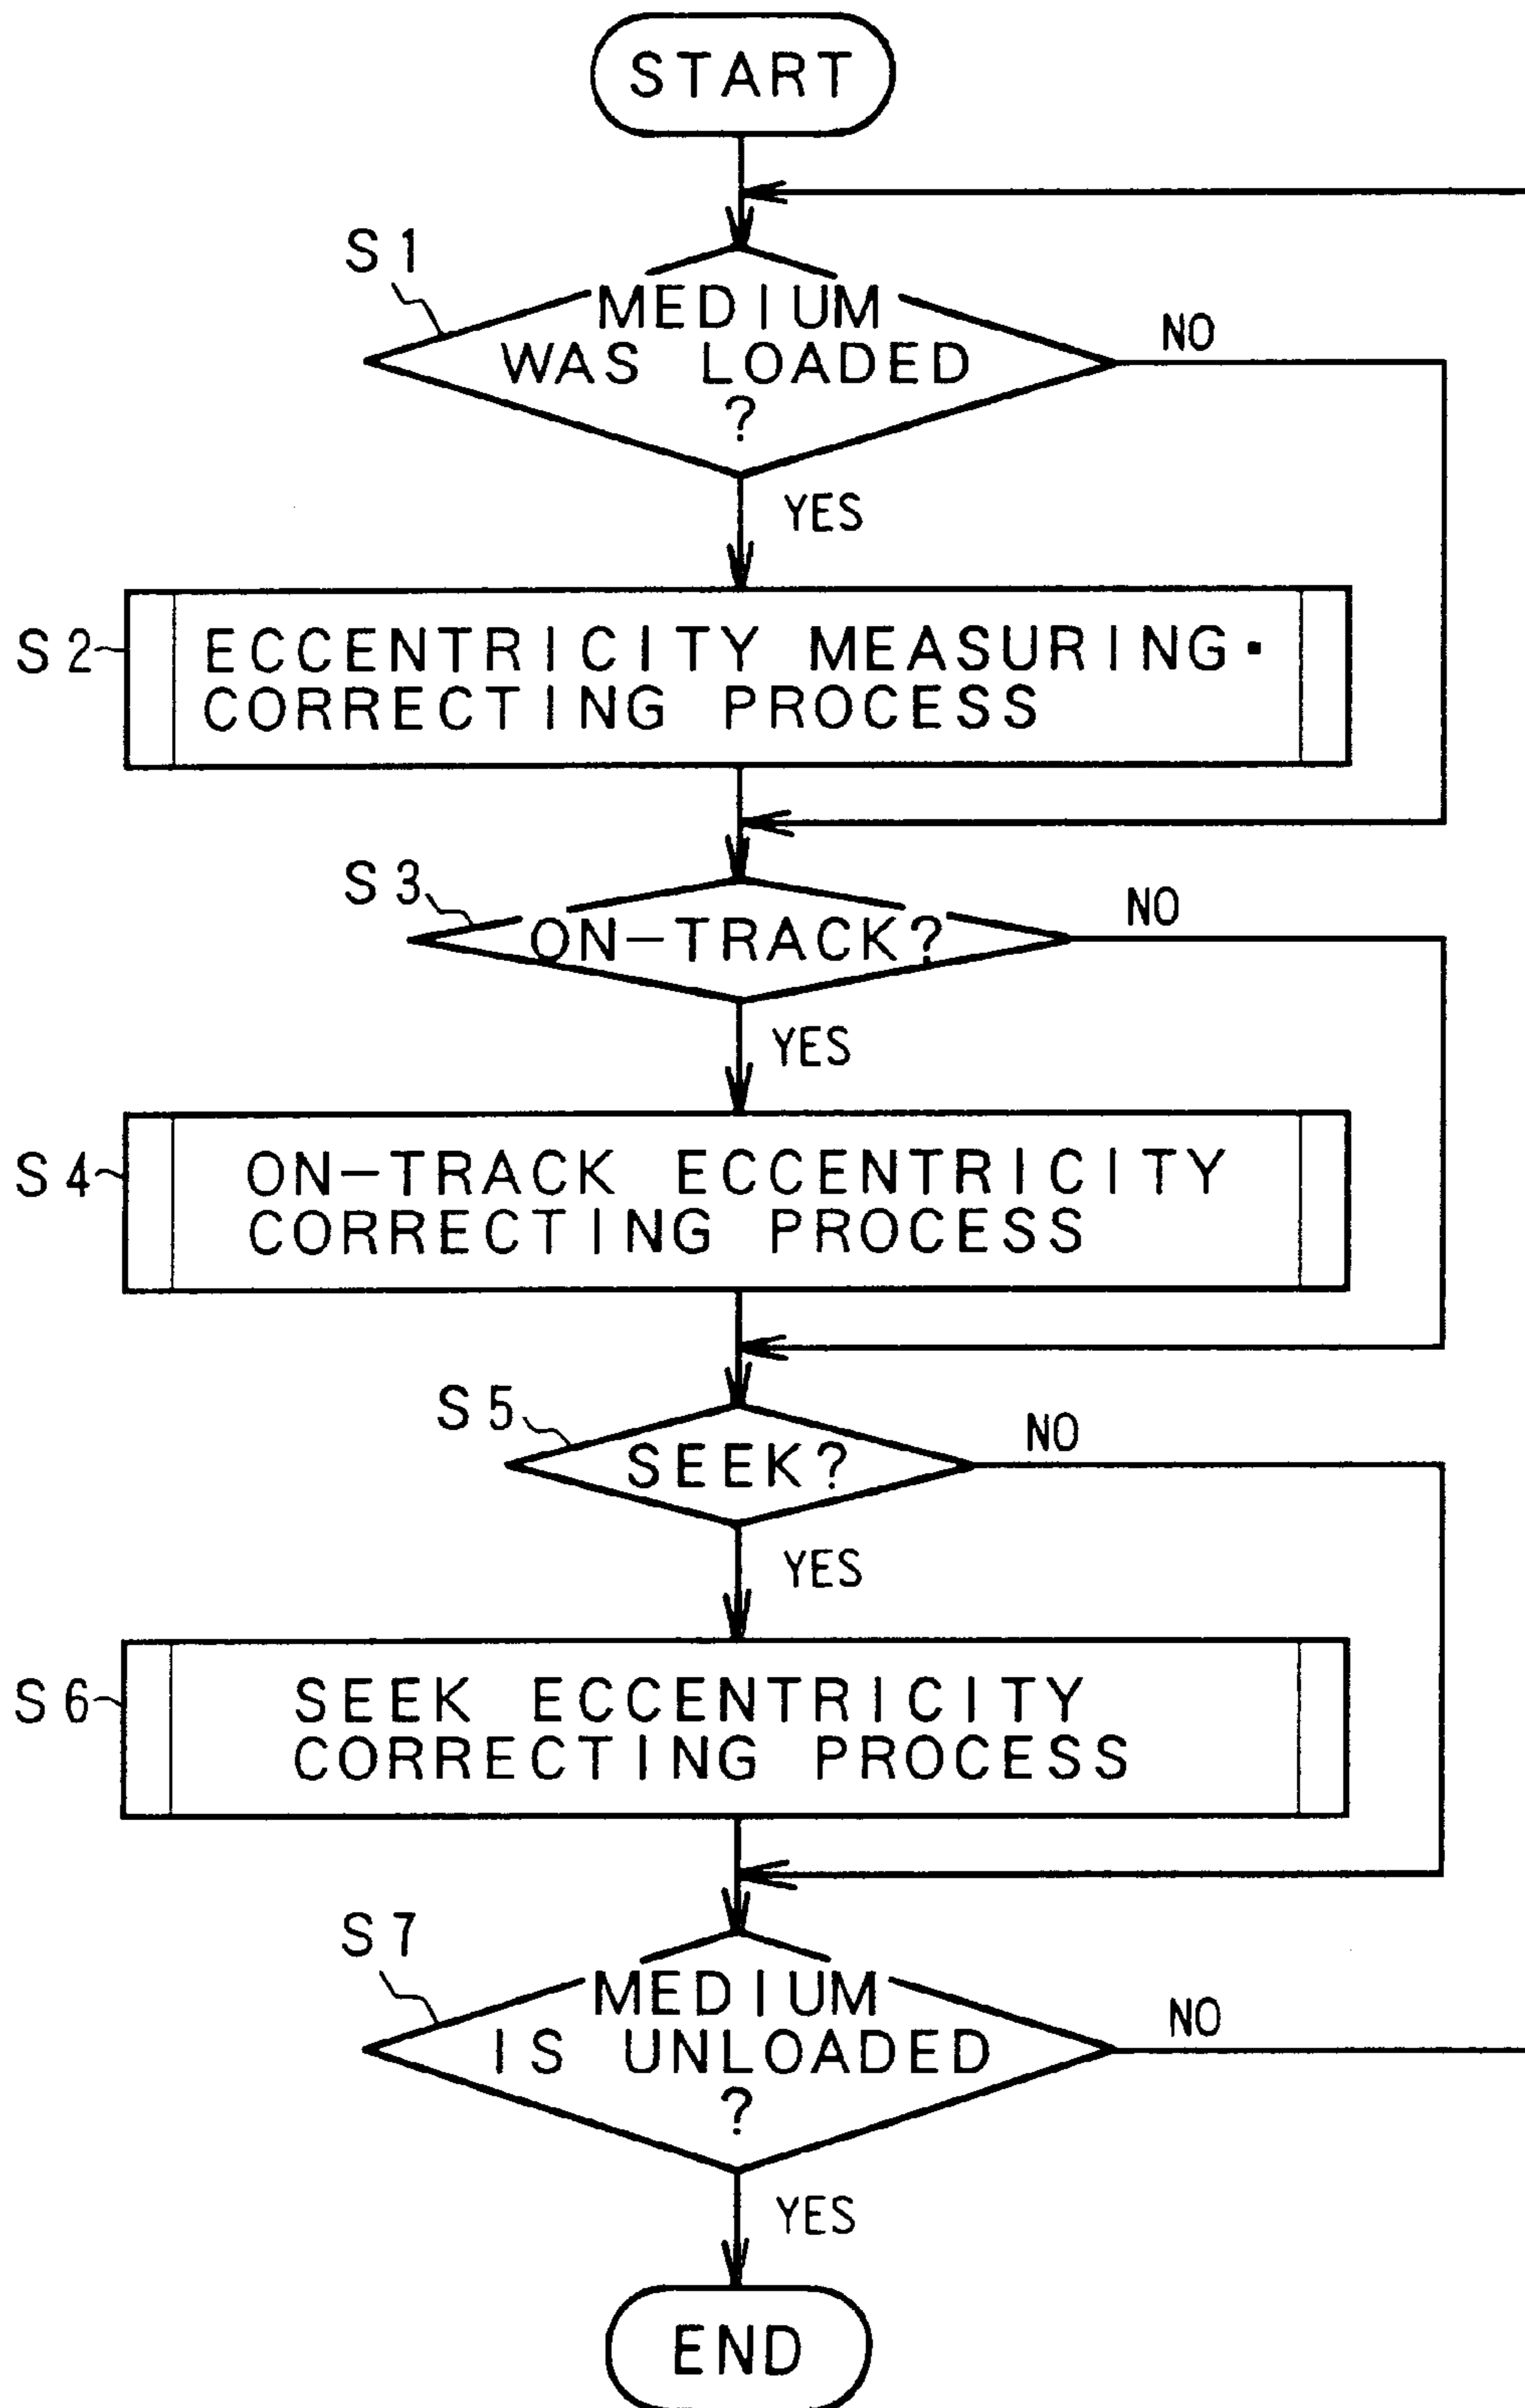 START
S1
MEDIUM
WAS LOADED
?
NO
YES
S2
ECCENTRICITY MEASURING·
CORRECTING PROCESS
S3
ON-TRACK?
NO
YES
S4
ON-TRACK ECCENTRICITY
CORRECTING PROCESS
S5
SEEK?
NO
YES
S6
SEEK ECCENTRICITY
CORRECTING PROCESS
S7
MEDIUM
IS UNLOADED
?
NO
YES
END